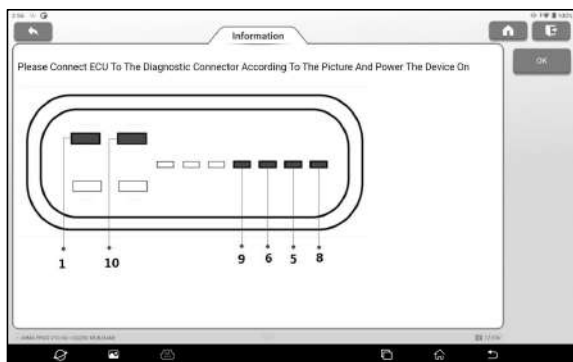 Information
Please Connect ECU To The Diagnostic Connector According To The Picture And Power The Device On
OK
1
10
9
6
5
8